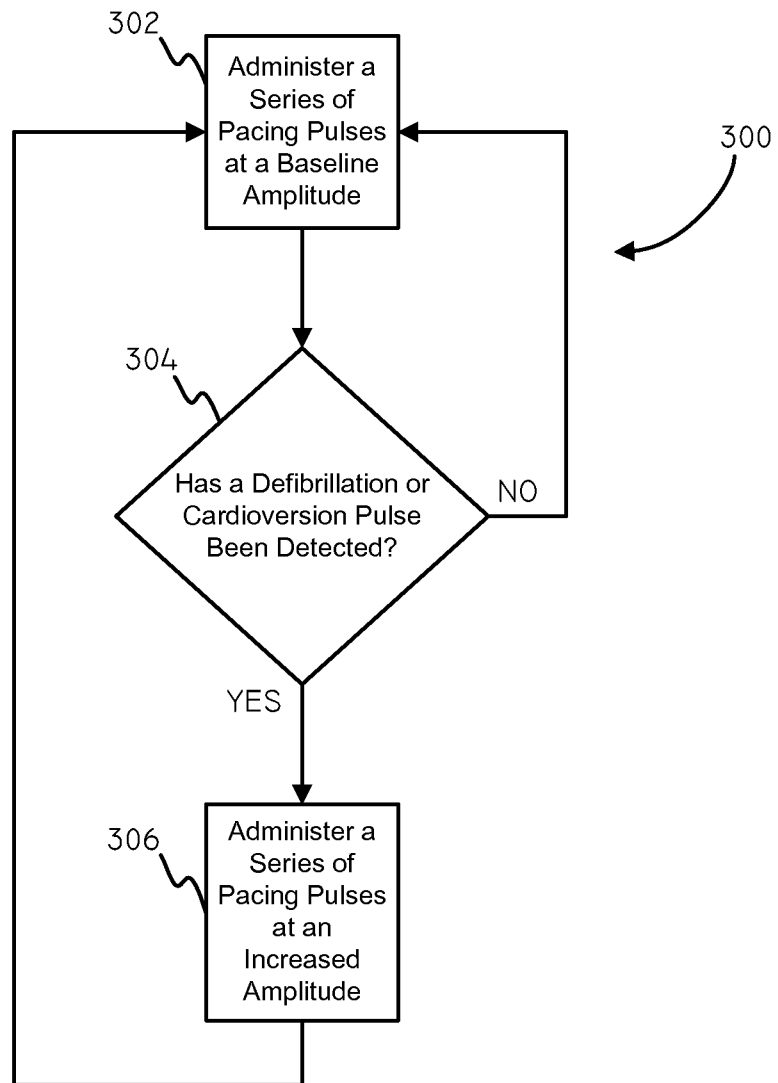 302
Administer a
Series of
Pacing Pulses
at a Baseline
Amplitude
300
304
Has a Defibrillation or
Cardioversion Pulse
Been Detected?
NO
YES
306
Administer a
Series of
Pacing Pulses
at an
Increased
Amplitude